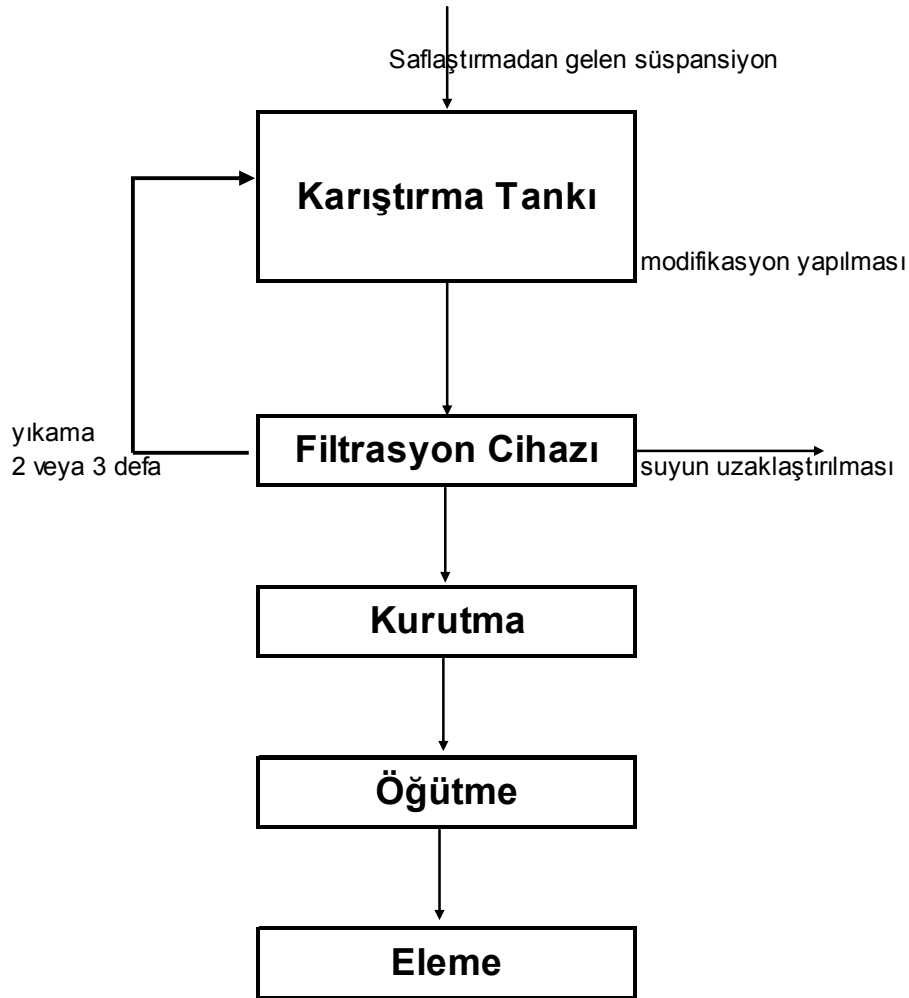 Saflaştırmadan gelen süspansiyon
Karıştırma Tankı
modifikasyon yapılması
yıkama
2 veya 3 defa
Filtrasyon Cihazı
suyun uzaklaştırılması
Kurutma
Öğütme
Eleme